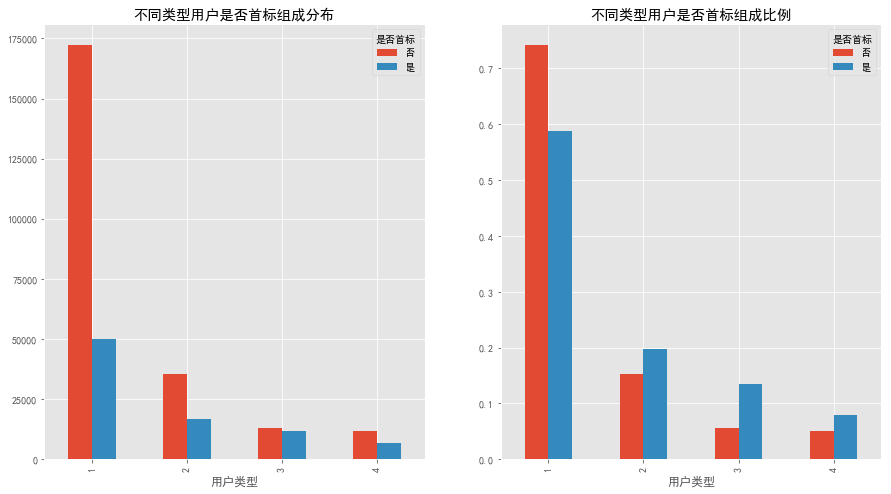 不同类型用户是否首标组成分布
175000
150000
125000
100000
75000
50000
25000
0
是否首标
否
是
1
2
3
4
用户类型
不同类型用户是否首标组成比例
0.7
0.6
0.5
0.4
0.3
0.2
0.1
0.0
是否首标
否
是
1
2
3
4
用户类型